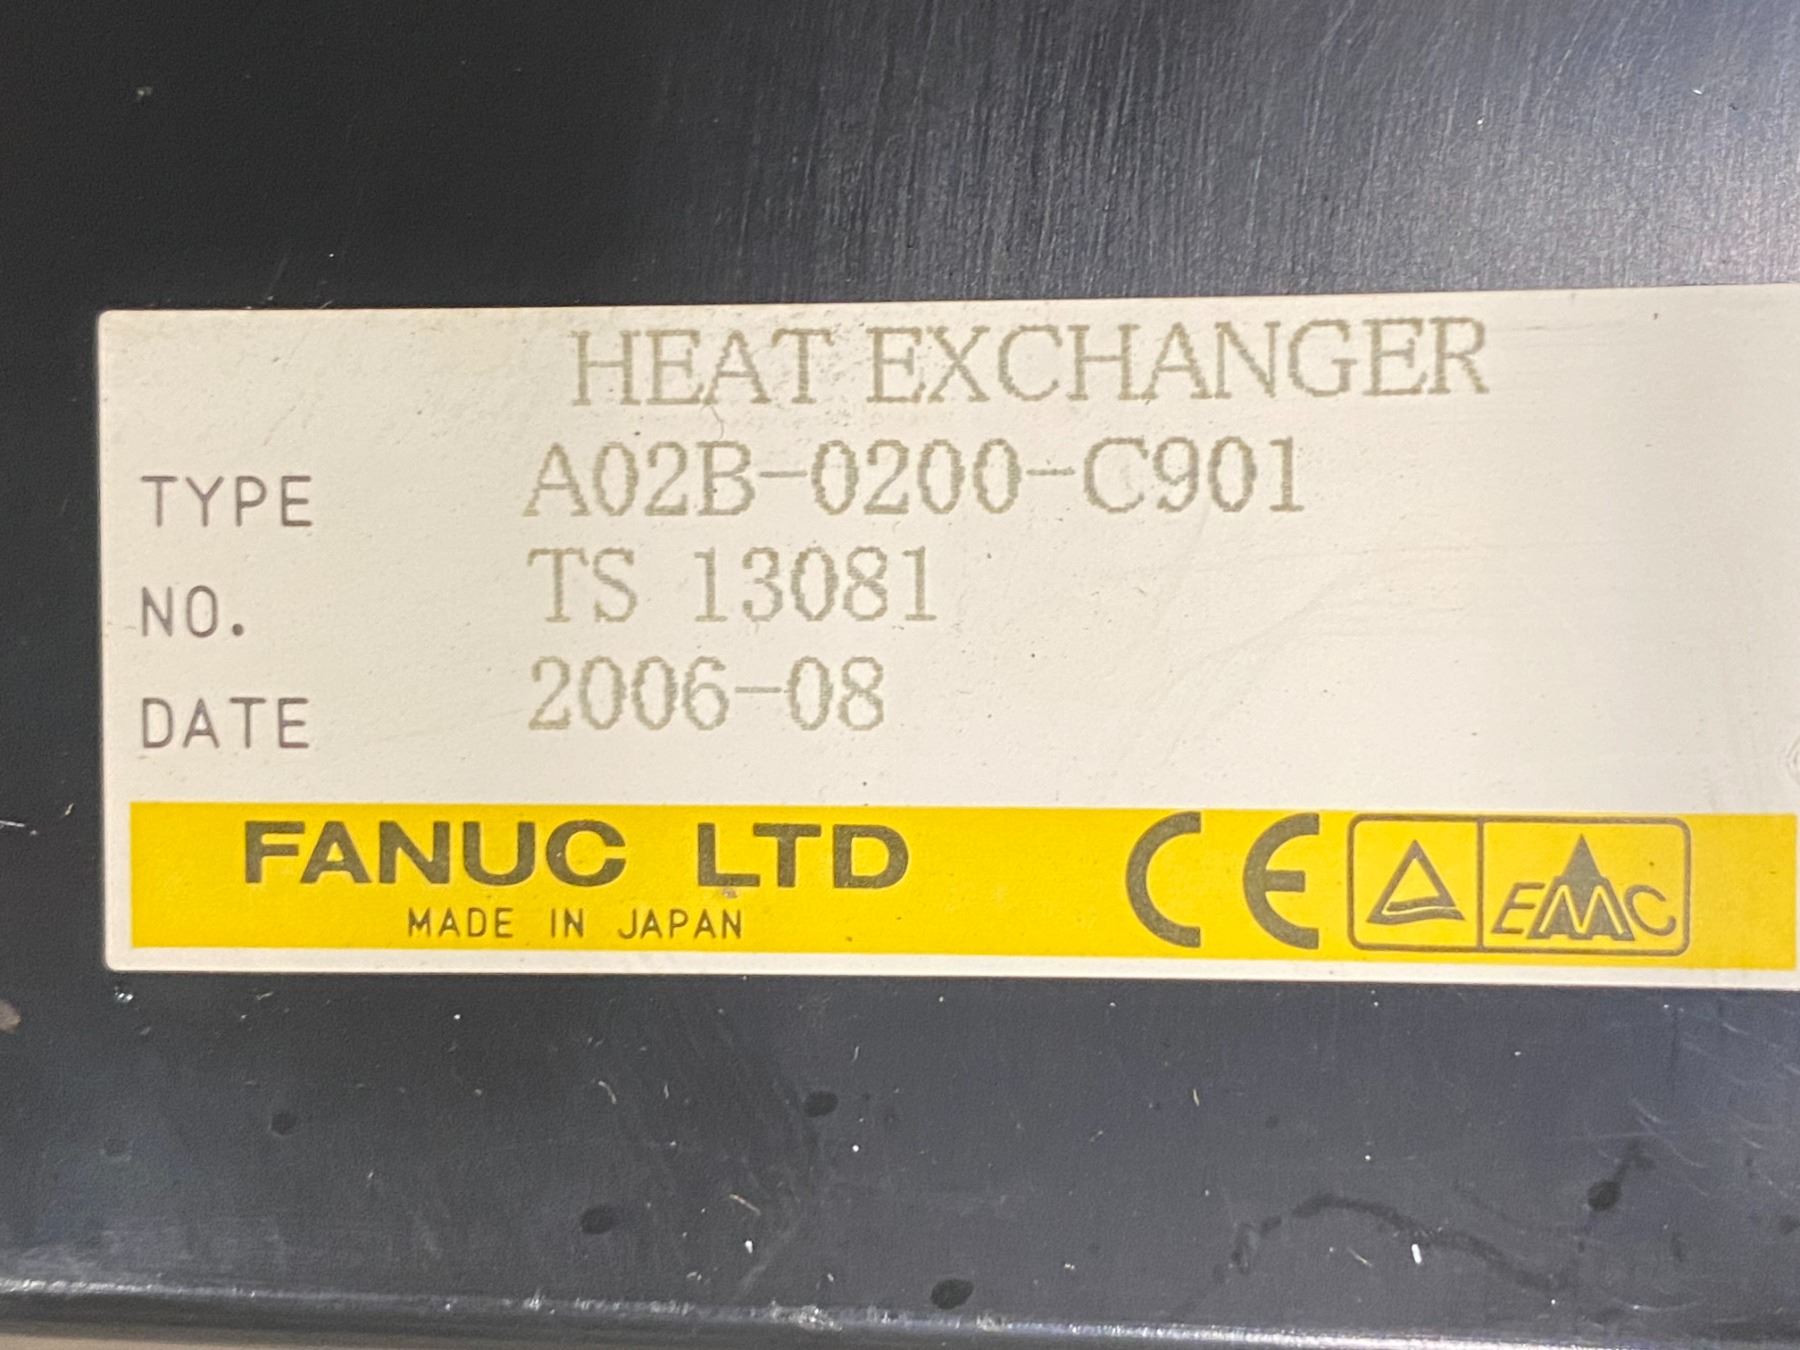 HEAT EXCHANGER
TYPE A02B-0200-C901
NO. TS 13081
DATE 2006-08
FANUC LTD CE EMC
MADE IN JAPAN